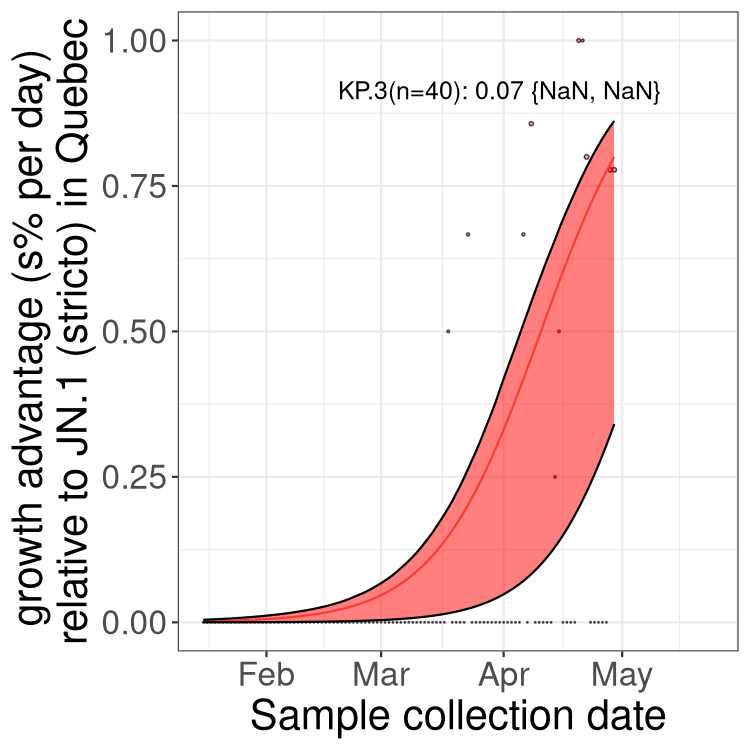 growth advantage (s% per day)
relative to JN.1 (stricto) in Quebec
1.00
0.75
0.50
0.25
0.00
KP.3(n=40): 0.07 {NaN, NaN}
Feb Mar Apr May
Sample collection date